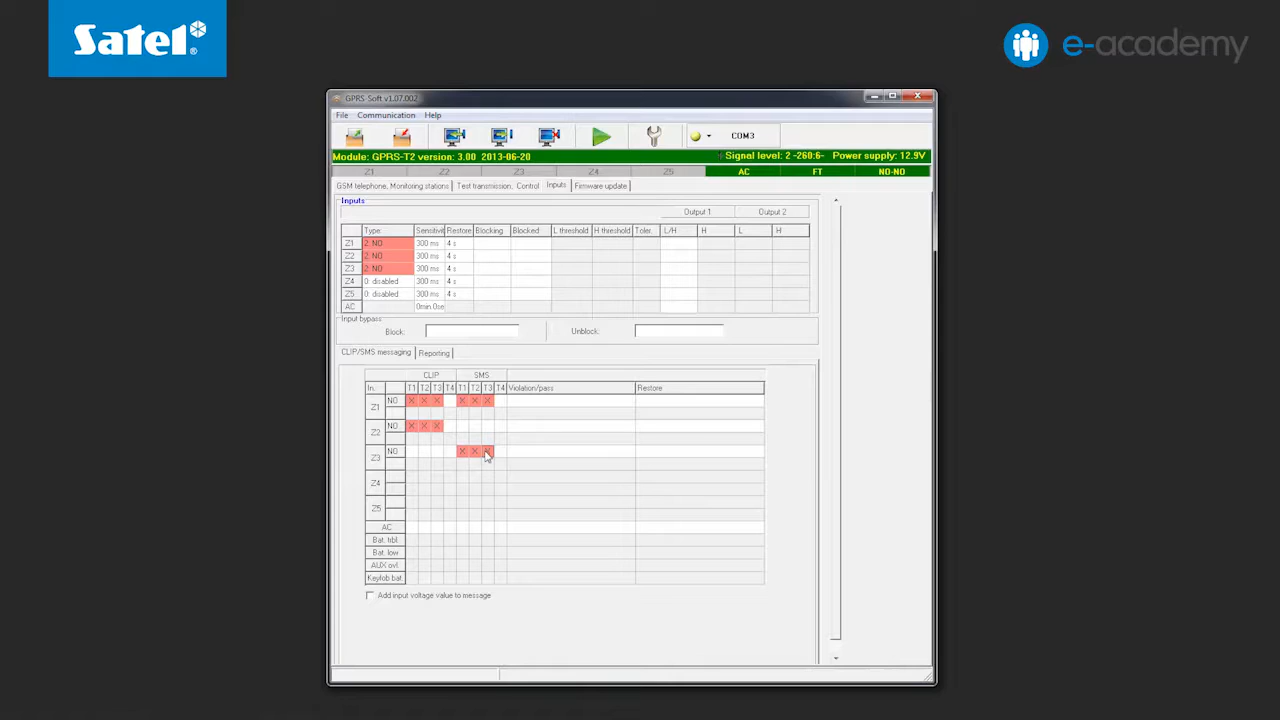 Satel®
e-academy
GPRS-Soft v1.07.002
File Communication Help
COM3
Module: GPRS-T2 version: 3.00 2013-06-20 Signal level: 2 -260:6- Power supply: 12.9V
Z1 Z2 Z3 Z4 Z5 AC FT NO-NO
GSM telephone, Monitoring stations Test transmission, Control Inputs Firmware update
Inputs
Output 1 Output 2
Type: Sensitivi Restore Blocking Blocked L threshold H threshold Toler. L/H H L H
Z1 2: NO 300 ms 4 s
Z2 2: NO 300 ms 4 s
Z3 2: NO 300 ms 4 s
Z4 0: disabled 300 ms 4 s
Z5 0: disabled 300 ms 4 s
AC 0min 0se
Input bypass
Block: Unblock:
CLIP/SMS messaging Reporting
CLIP SMS
In. T1 T2 T3 T4 T1 T2 T3 T4 Violation/pass Restore
Z1 NO X X X X X X
Z2 NO X X X
Z3 NO X X X
Z4
Z5
AC
Bat. trbl.
Bat. low
AUX ovl.
Keyfob bat.
Add input voltage value to message